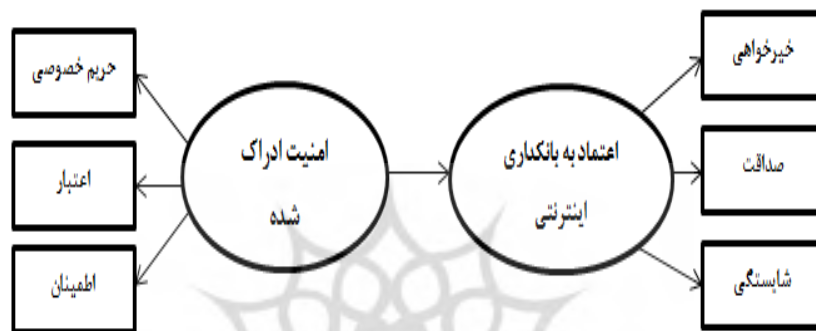 خیرخواهی
حریم خصوصی
اعتماد به بانکداری
اینترنتی
امنیت ادراک
شده
صداقت
اعتبار
شایستگی
اطمینان